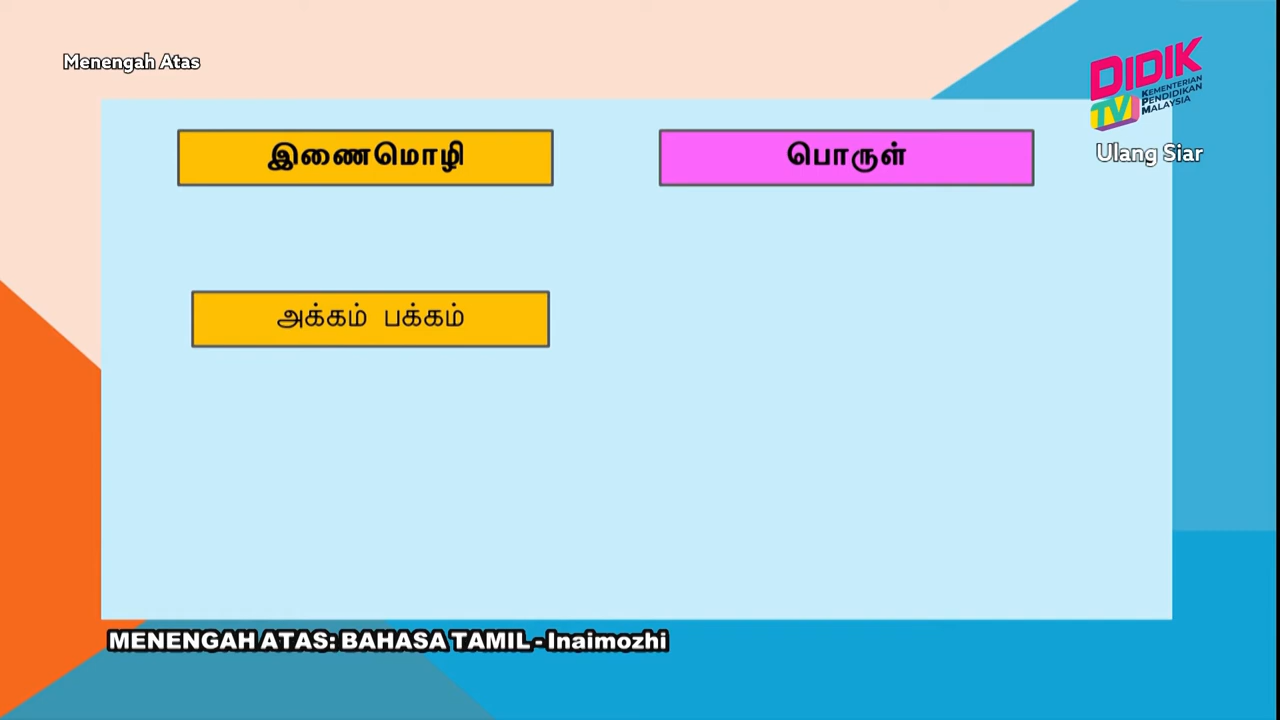 Menengah Atas
DIDIK
TV
KEMENTERIAN
PENDIDIKAN
MALAYSIA
Ulang Siar
இணைமொழி
பொருள்
அக்கம் பக்கம்
MENENGAH ATAS: BAHASA TAMIL - Inaimozhi